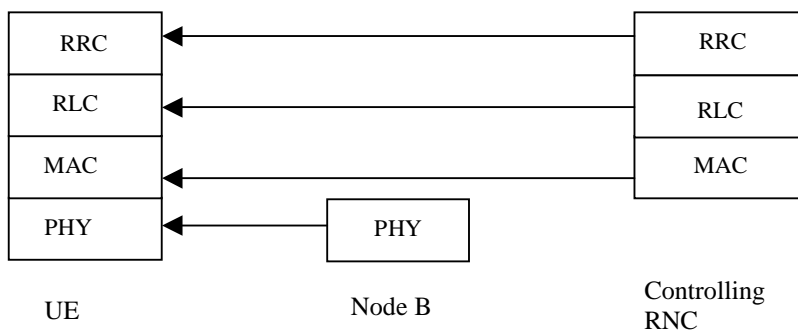 RRC
RRC
RLC
RLC
MAC
MAC
PHY
PHY
UE
Node B
Controlling
RNC